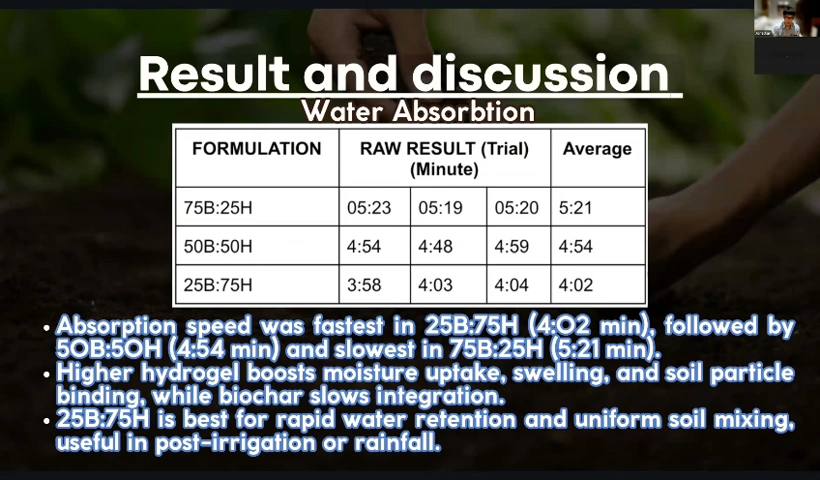 Result and discussion
Water Absorbtion
FORMULATION RAW RESULT (Trial) (Minute) Average
75B:25H 05:23 05:19 05:20 5:21
50B:50H 4:54 4:48 4:59 4:54
25B:75H 3:58 4:03 4:04 4:02
• Absorption speed was fastest in 25B:75H (4:02 min), followed by
50B:50H (4:54 min) and slowest in 75B:25H (5:21 min).
• Higher hydrogel boosts moisture uptake, swelling, and soil particle
binding, while biochar slows integration.
• 25B:75H is best for rapid water retention and uniform soil mixing,
useful in post-irrigation or rainfall.